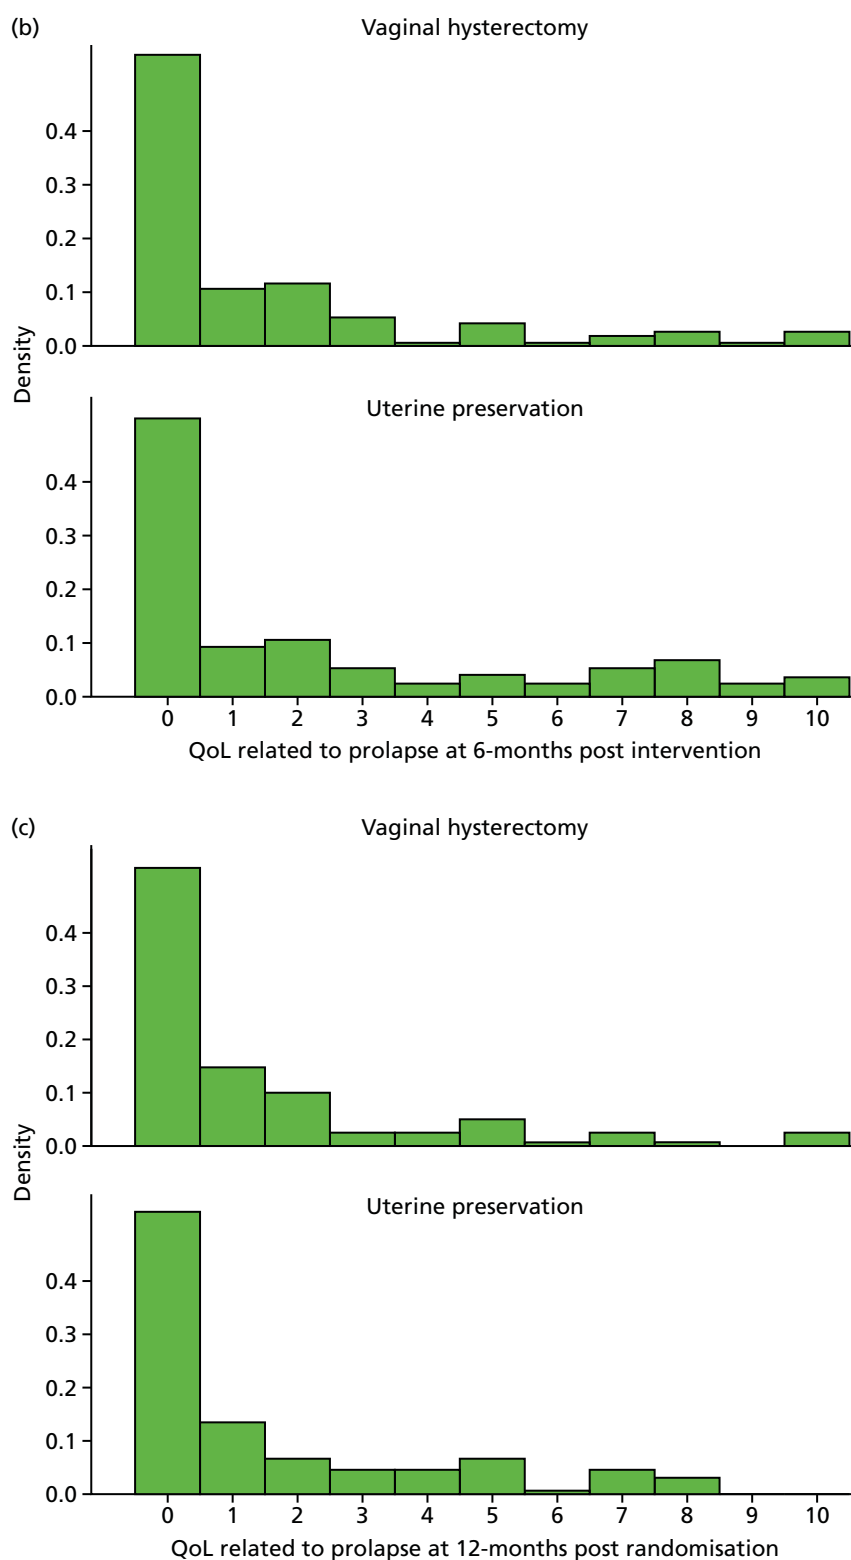 (b)
Vaginal hysterectomy
0.4
0.3
0.2
0.1
0.0
Density
Uterine preservation
0.4
0.3
0.2
0.1
0.0
0 1 2 3 4 5 6 7 8 9 10
QoL related to prolapse at 6-months post intervention
(c)
Vaginal hysterectomy
0.4
0.3
0.2
0.1
0.0
Density
Uterine preservation
0.4
0.3
0.2
0.1
0.0
0 1 2 3 4 5 6 7 8 9 10
QoL related to prolapse at 12-months post randomisation